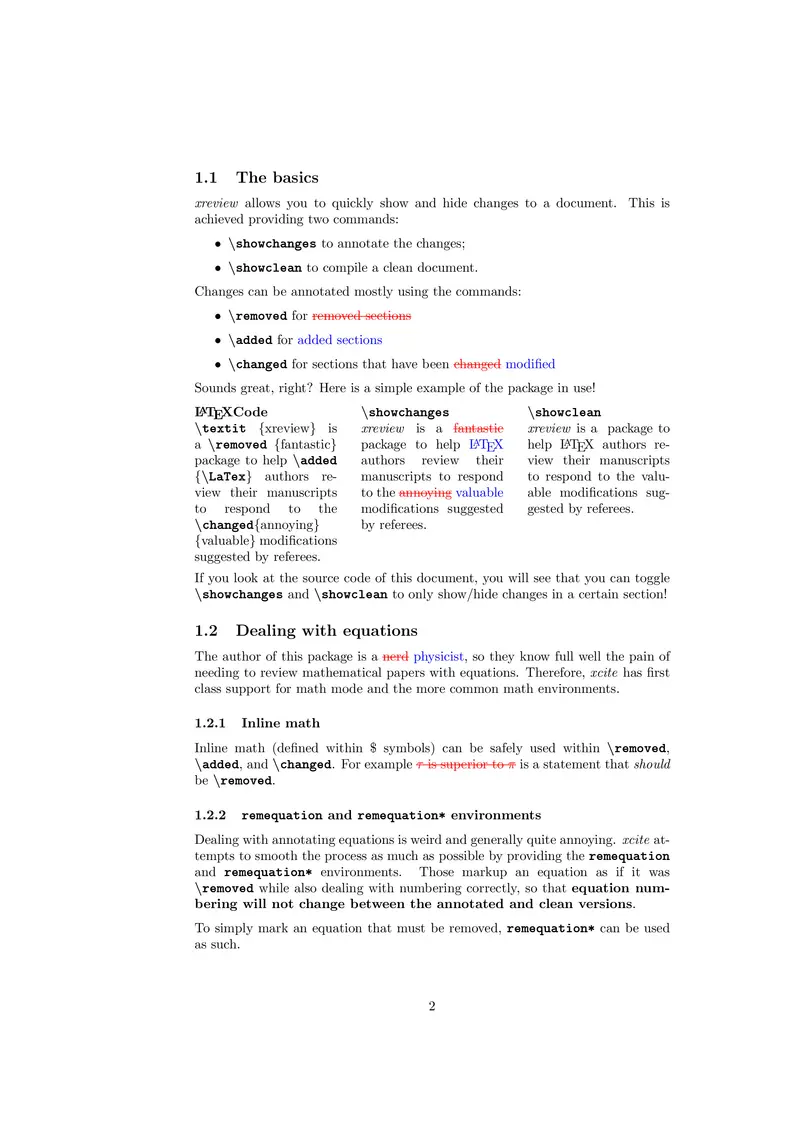 1.1 The basics
xreview allows you to quickly show and hide changes to a document. This is
achieved providing two commands:
• \showchanges to annotate the changes;
• \showclean to compile a clean document.
Changes can be annotated mostly using the commands:
• \removed for removed sections
• \added for added sections
• \changed for sections that have been changed modified
Sounds great, right? Here is a simple example of the package in use!
LATEXCode
\textit {xreview} is
a \removed {fantastic}
package to help \added
{\LaTex} authors re-
view their manuscripts
to respond to the
\changed{annoying}
{valuable} modifications
suggested by referees.
\showchanges
xreview is a fantastic
package to help LATEX
authors review their
manuscripts to respond
to the annoying valuable
modifications suggested
by referees.
\showclean
xreview is a package to
help LATEX authors re-
view their manuscripts
to respond to the valu-
able modifications sug-
gested by referees.
If you look at the source code of this document, you will see that you can toggle
\showchanges and \showclean to only show/hide changes in a certain section!
1.2 Dealing with equations
The author of this package is a nerd physicist, so they know full well the pain of
needing to review mathematical papers with equations. Therefore, xcite has first
class support for math mode and the more common math environments.
1.2.1 Inline math
Inline math (defined within $ symbols) can be safely used within \removed,
\added, and \changed. For example τ is superior to π is a statement that should
be \removed.
1.2.2 remequation and remequation* environments
Dealing with annotating equations is weird and generally quite annoying. xcite at-
tempts to smooth the process as much as possible by providing the remequation
and remequation* environments. Those markup an equation as if it was
\removed while also dealing with numbering correctly, so that equation num-
bering will not change between the annotated and clean versions.
To simply mark an equation that must be removed, remequation* can be used
as such.
2